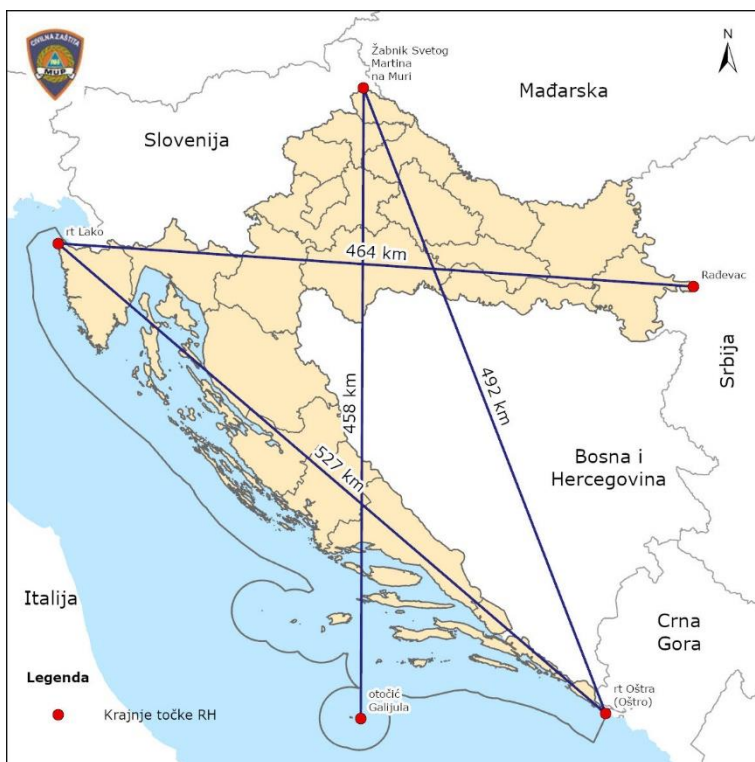 CIVILNA ZAŠTITA
MUP
N
Žabnik Svetog
Martina
na Muri
Mađarska
Slovenija
rt Lako
464 km
Rađevac
Srbija
458 km
492 km
527 km
Bosna i
Hercegovina
Italija
Crna
Gora
Legenda
Krajnje točke RH
otočić
Galijula
rt Oštra
(Oštro)